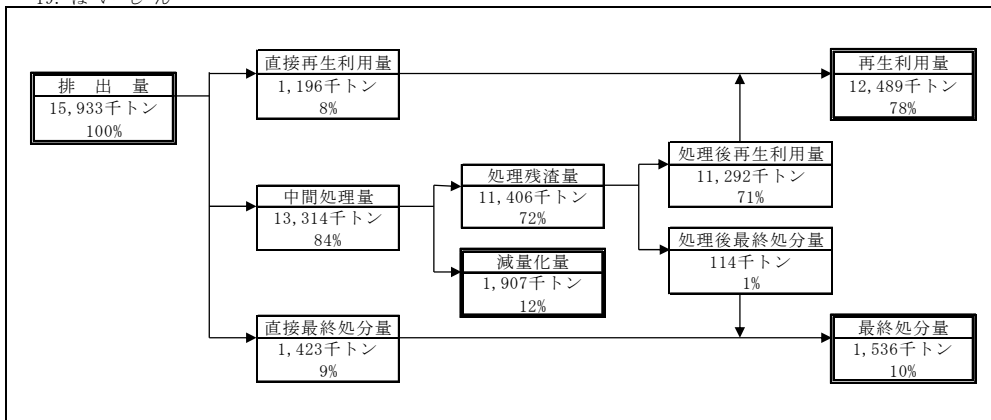 19. ばいじん
排出量
15,933千トン
100%
直接再生利用量
1,196千トン
8%
再生利用量
12,489千トン
78%
中間処理量
13,314千トン
84%
処理残渣量
11,406千トン
72%
処理後再生利用量
11,292千トン
71%
減量化量
1,907千トン
12%
処理後最終処分量
114千トン
1%
直接最終処分量
1,423千トン
9%
最終処分量
1,536千トン
10%